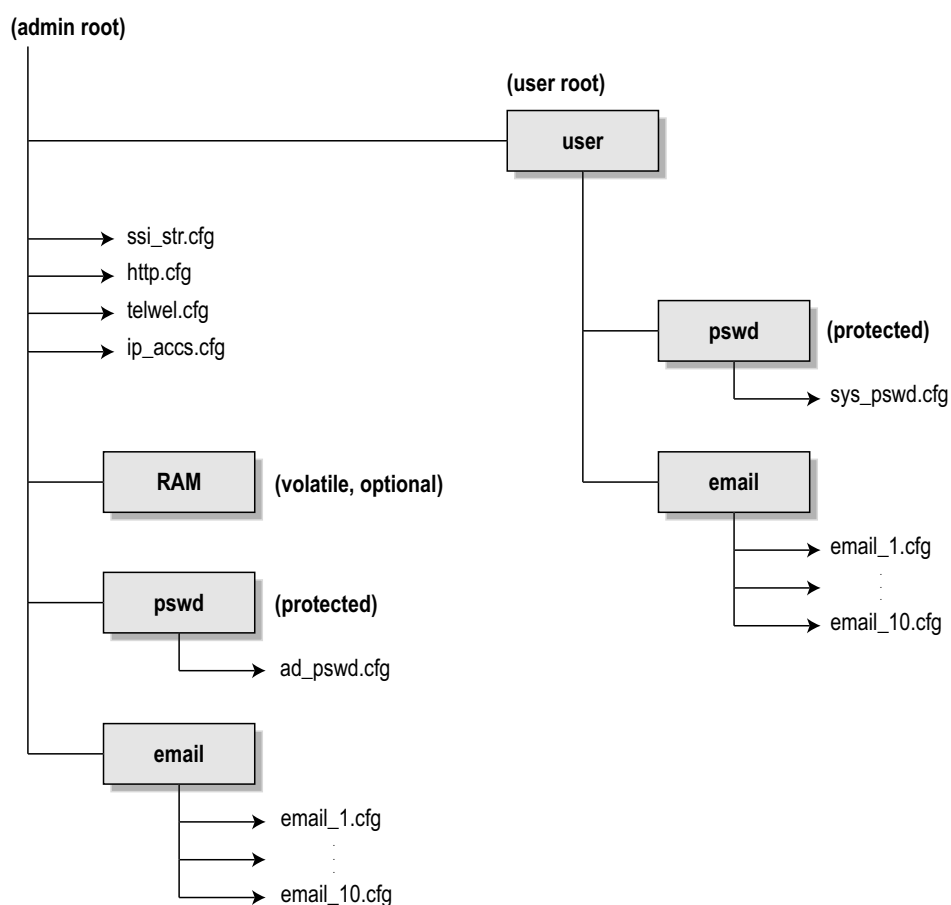 (admin root)
(user root)
user
ssi_str.cfg
http.cfg
telwel.cfg
ip_accs.cfg
pswd
(protected)
sys_pswd.cfg
RAM
(volatile, optional)
email
email_1.cfg
email_10.cfg
pswd
(protected)
ad_pswd.cfg
email
email_1.cfg
email_10.cfg